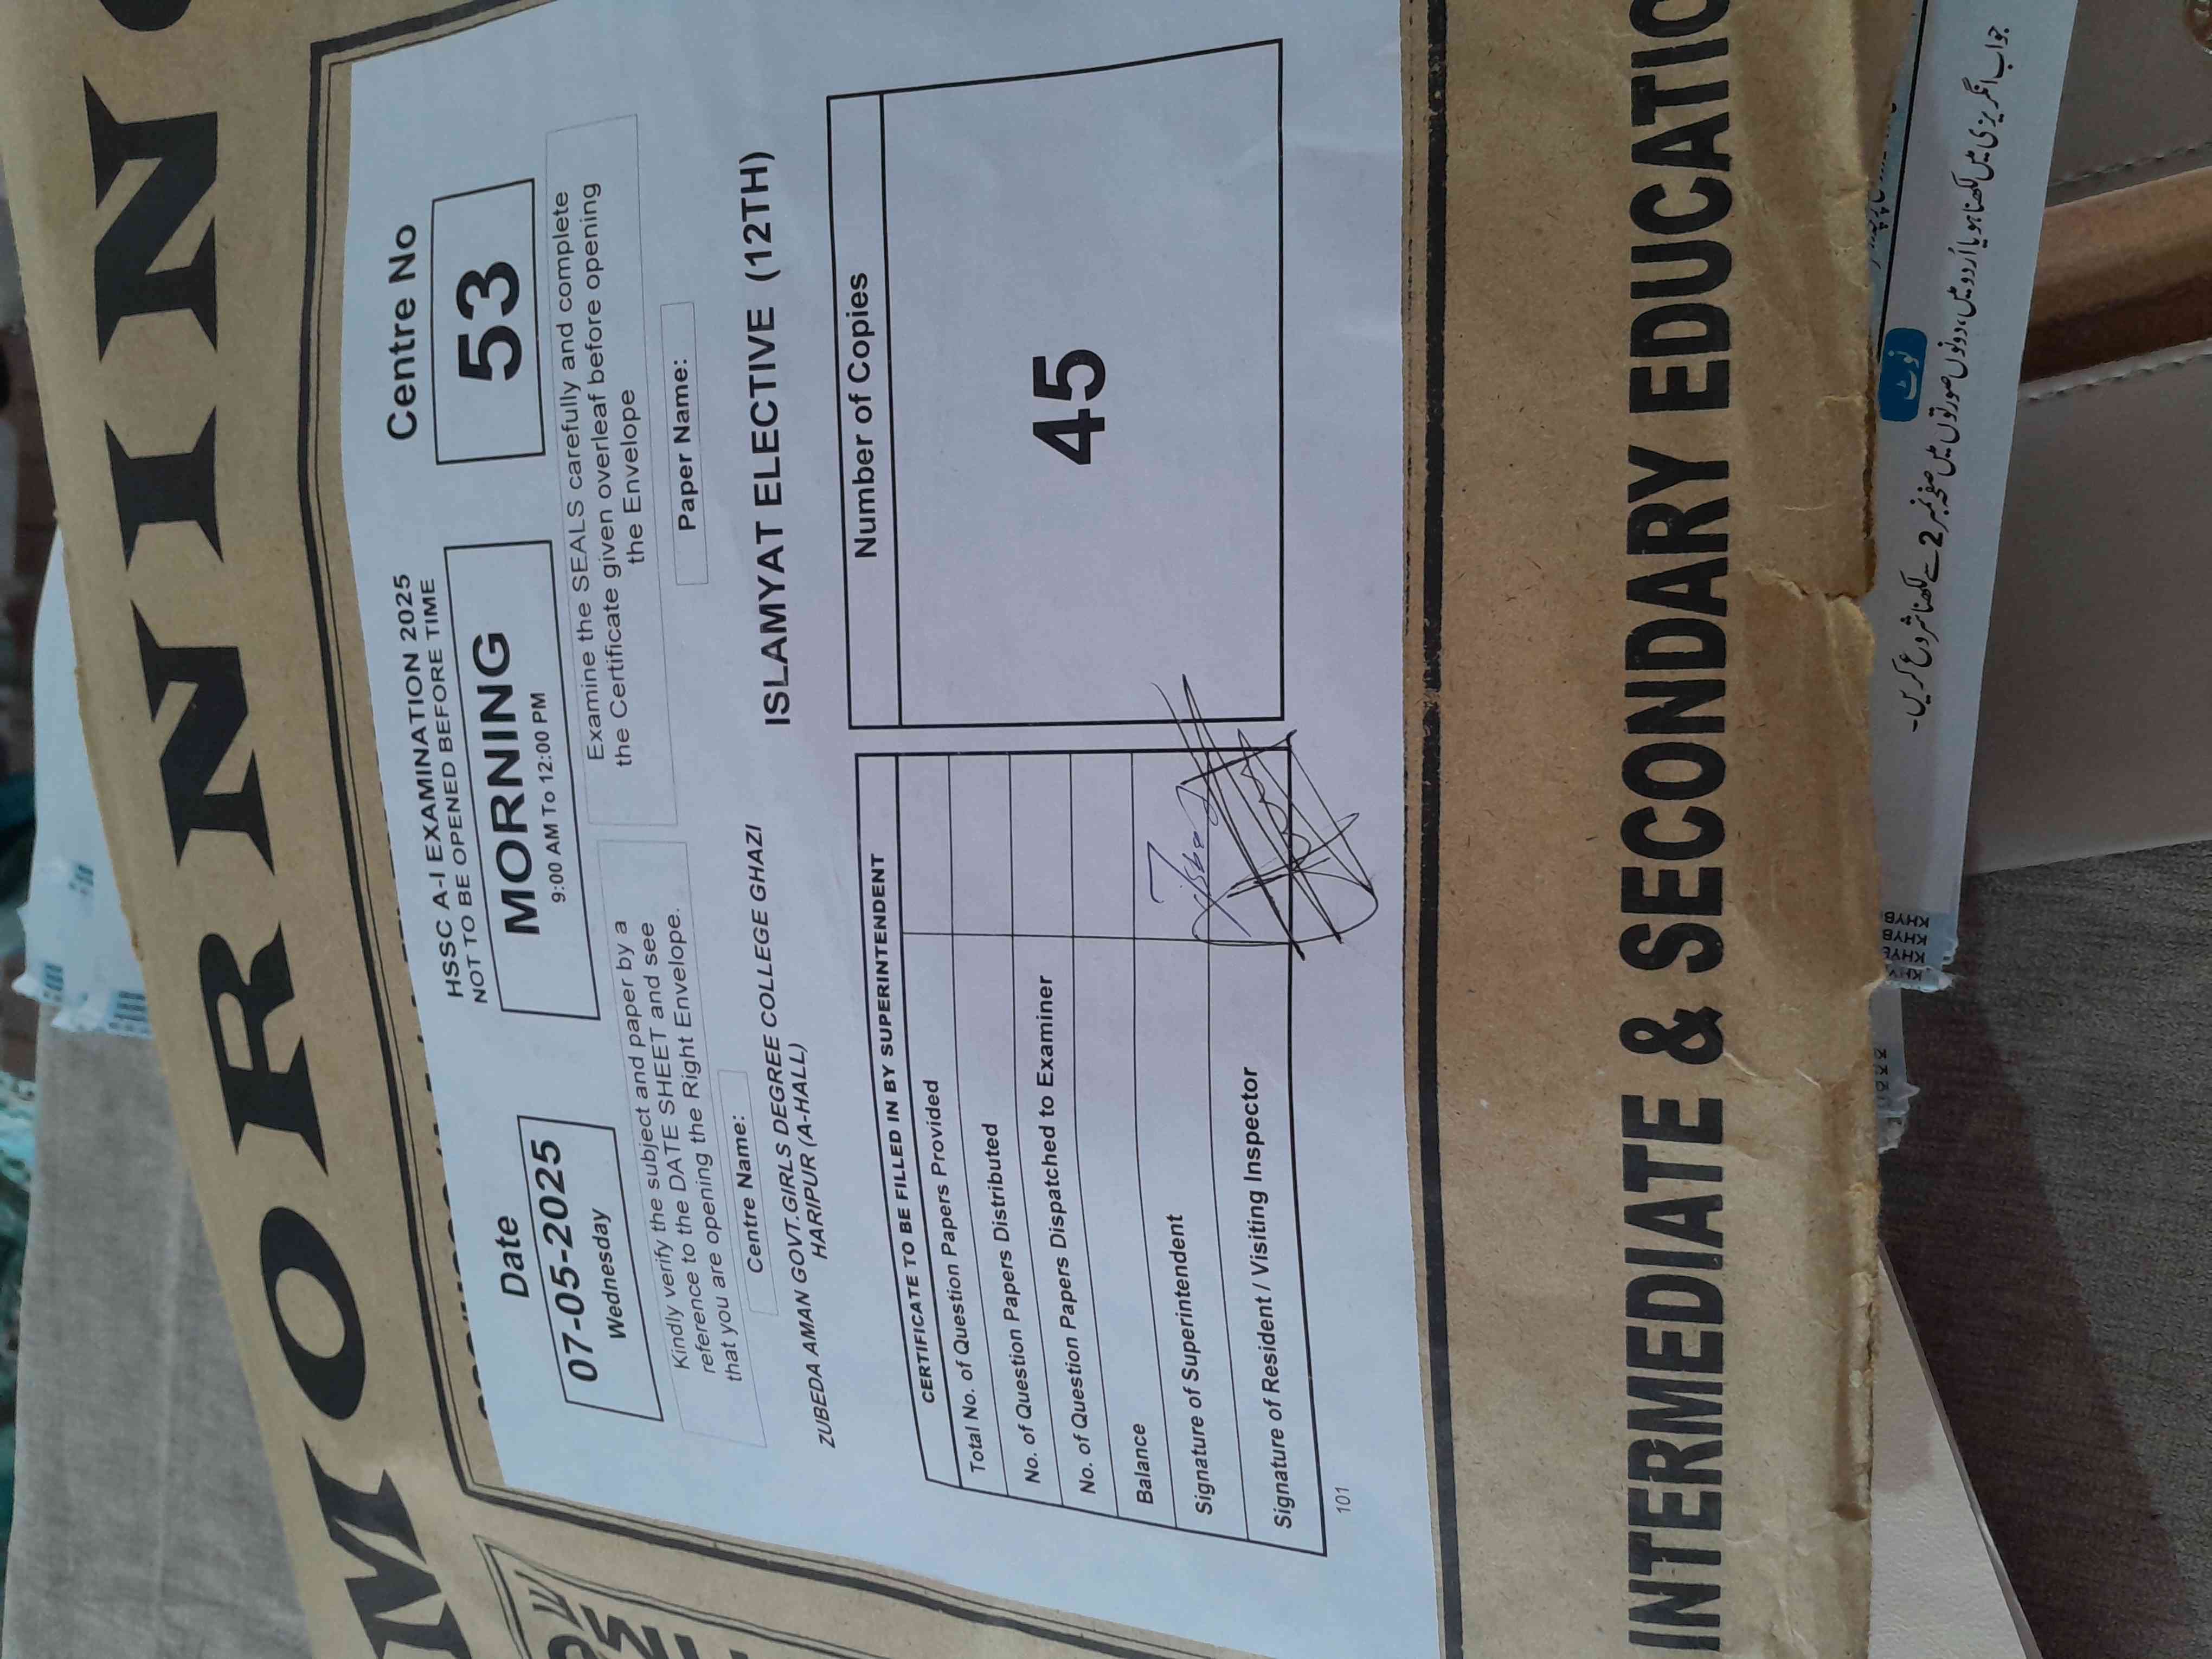 MORNIN
HSSC A-I EXAMINATION 2025
NOT TO BE OPENED BEFORE TIME
Date
07-05-2025
Wednesday
MORNING
9:00 AM To 12:00 PM
Centre No
53
Kindly verify the subject and paper by a
reference to the DATE SHEET and see
that you are opening the Right Envelope.
Examine the SEALS carefully and complete
the Certificate given overleaf before opening
the Envelope
Centre Name:
ZUBEDA AMAN GOVT.GIRLS DEGREE COLLEGE GHAZI
HARIPUR (A-HALL)
Paper Name:
ISLAMYAT ELECTIVE (12TH)
CERTIFICATE TO BE FILLED IN BY SUPERINTENDENT
Total No. of Question Papers Provided
No. of Question Papers Distributed
No. of Question Papers Dispatched to Examiner
Balance
Signature of Superintendent
Signature of Resident / Visiting Inspector
Number of Copies
45
101
INTERMEDIATE & SECONDARY EDUCATIO
نوٹ
جواب انگریزی میں لکھنا ہو یا اُردو میں، دونوں صورتوں میں صفحہ نمبر 2 سے لکھنا شروع کریں۔
KHYB
KHYB
KHYE
KHY